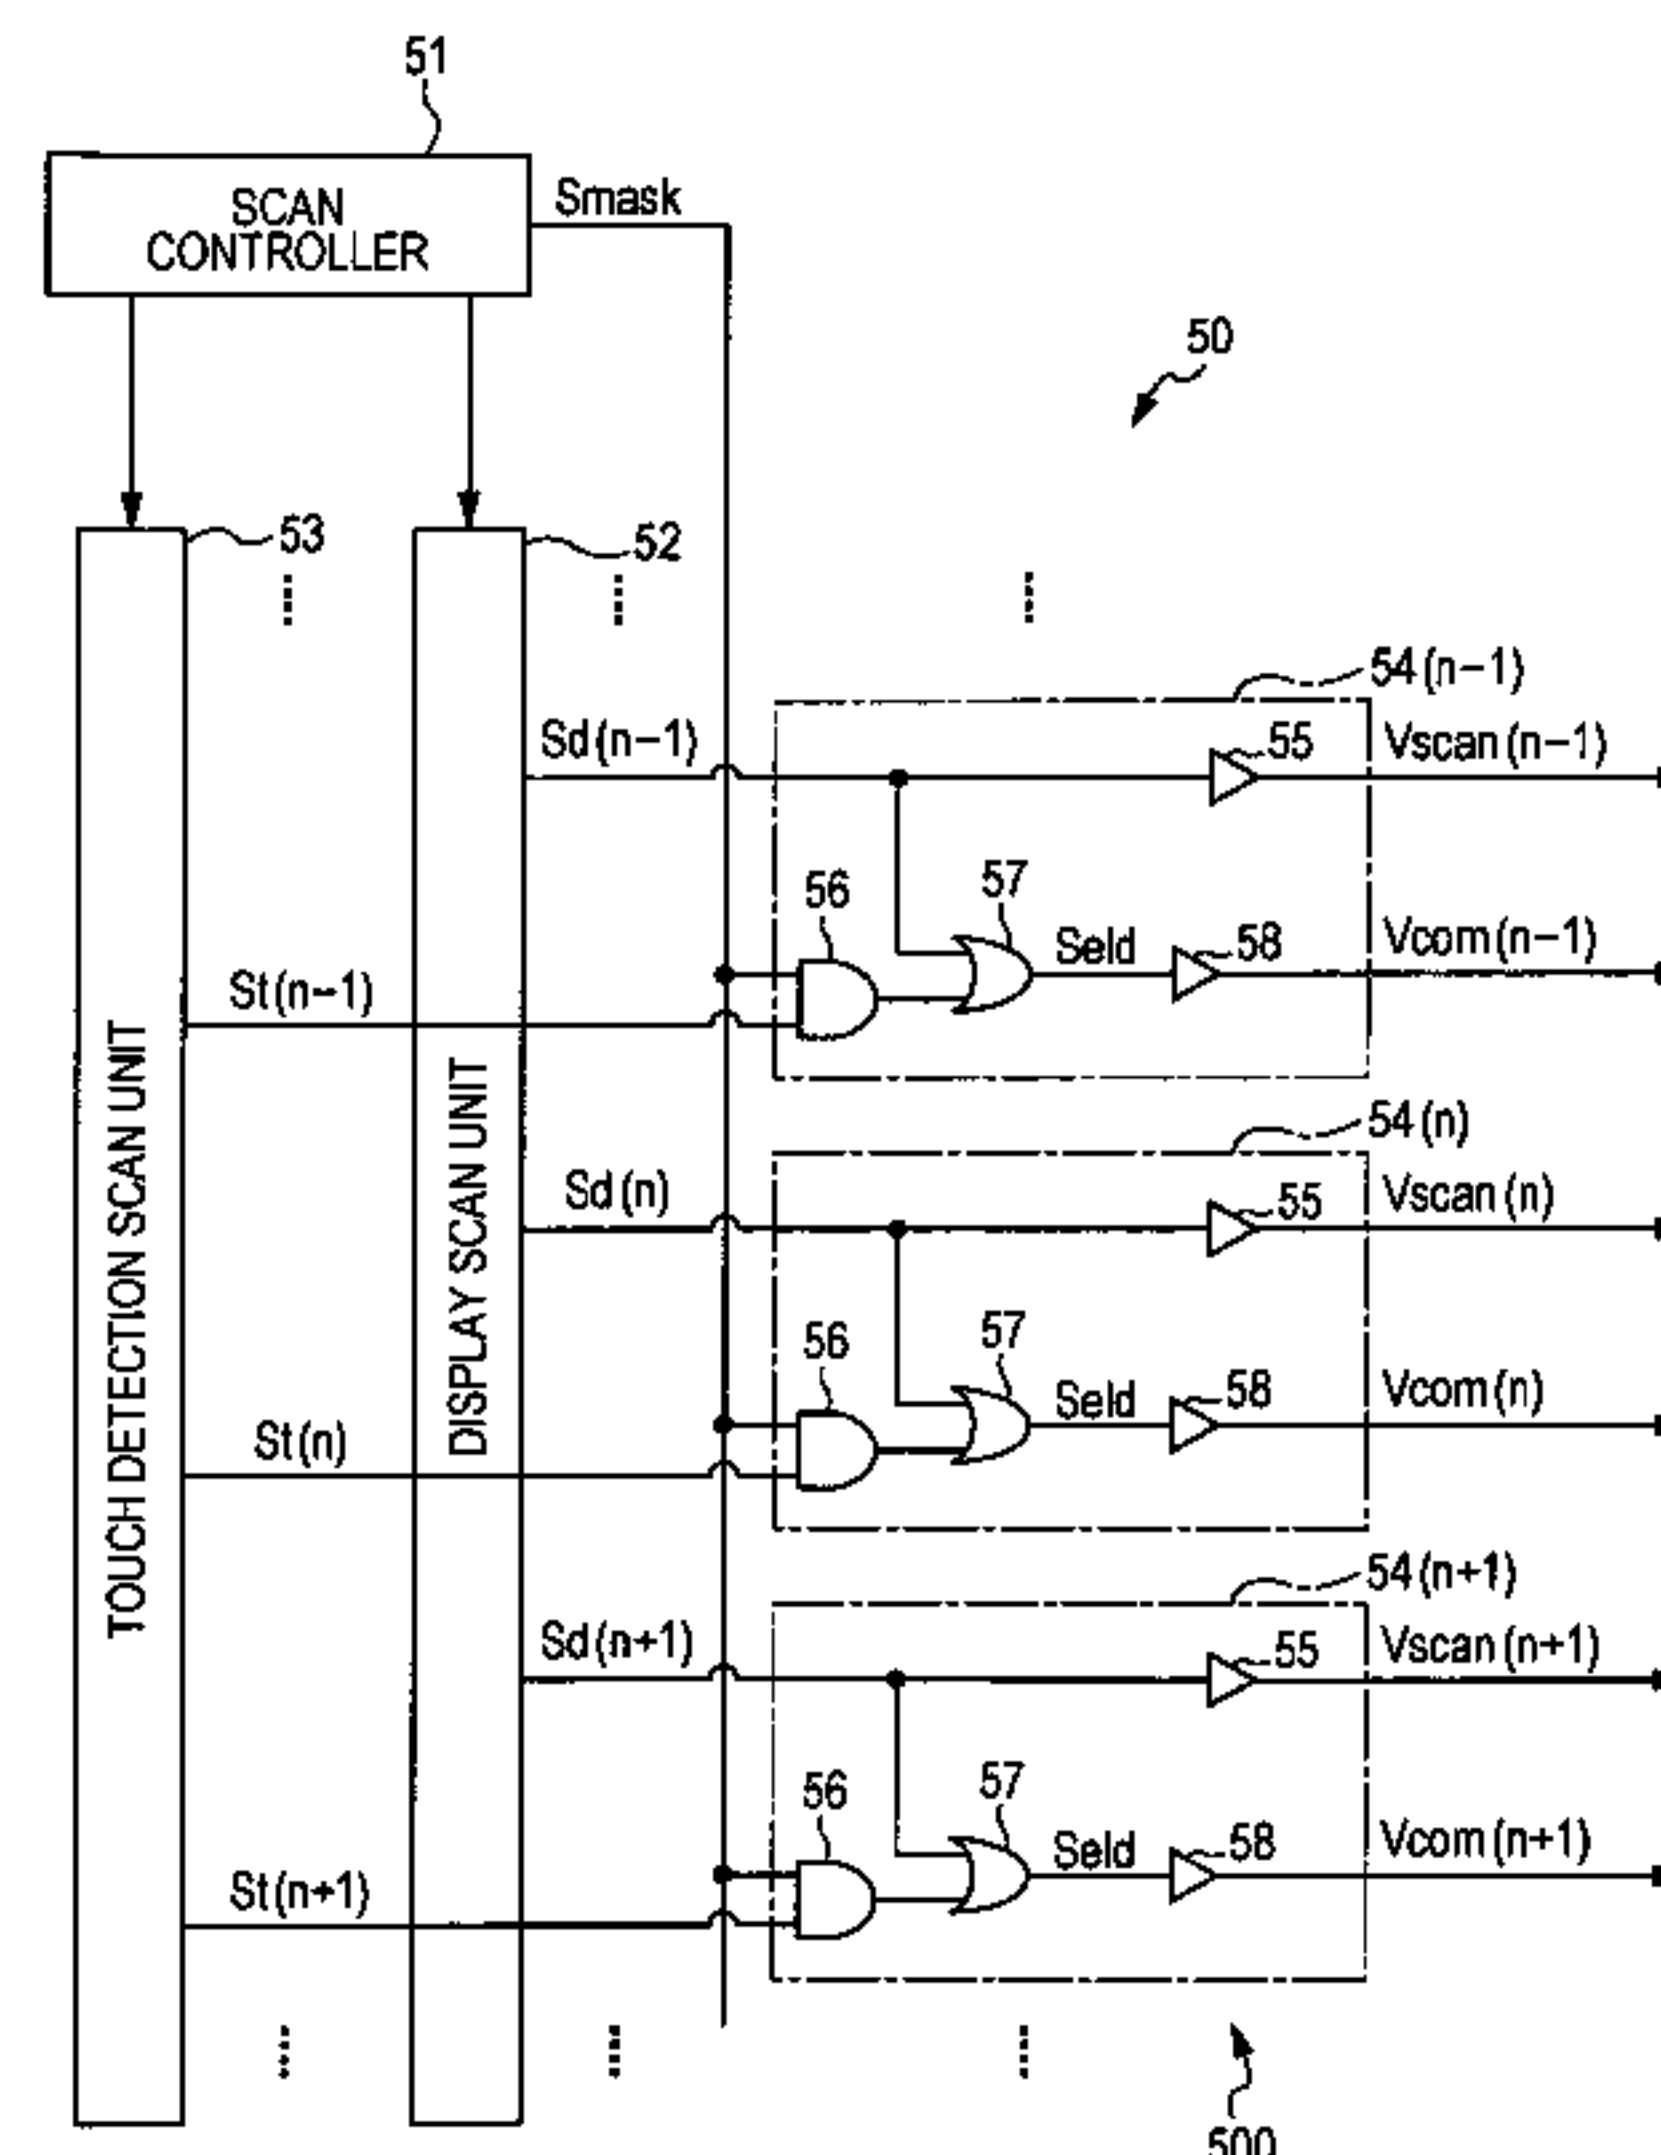 51
SCAN
CONTROLLER
Smask
50
53
52
54(n−1)
Sd(n−1)
55
Vscan(n−1)
56
57
Seld
58
Vcom(n−1)
St(n−1)
TOUCH DETECTION SCAN UNIT
DISPLAY SCAN UNIT
54(n)
Sd(n)
55
Vscan(n)
56
57
Seld
58
Vcom(n)
St(n)
54(n+1)
Sd(n+1)
55
Vscan(n+1)
56
57
Seld
58
Vcom(n+1)
St(n+1)
500